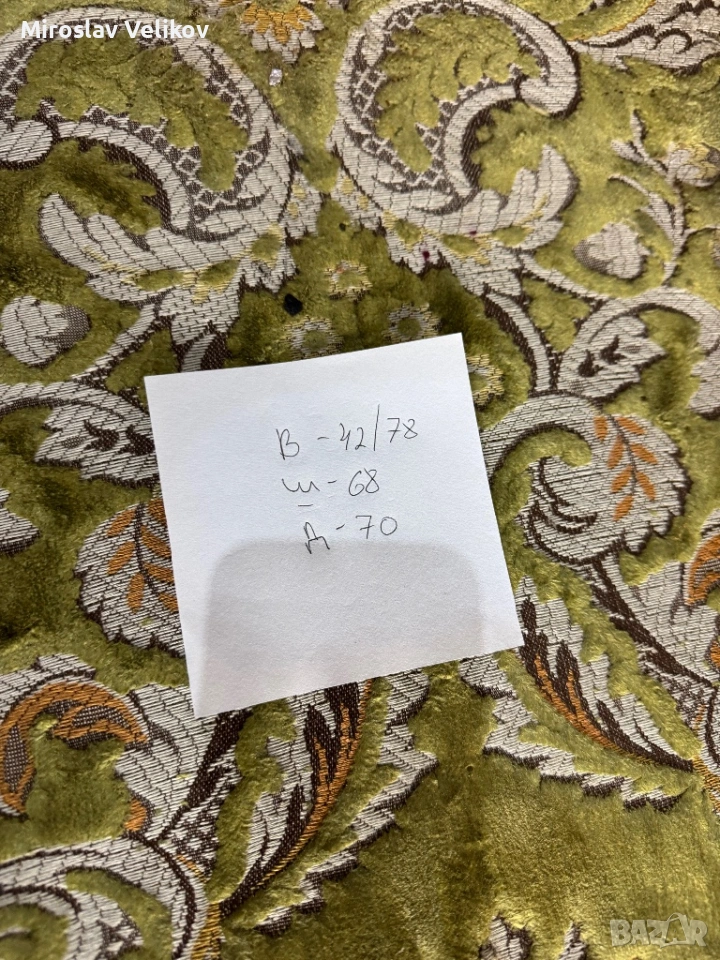 Miroslav Velikov
В - 42/78
ш - 68
Д - 70
BAZAR